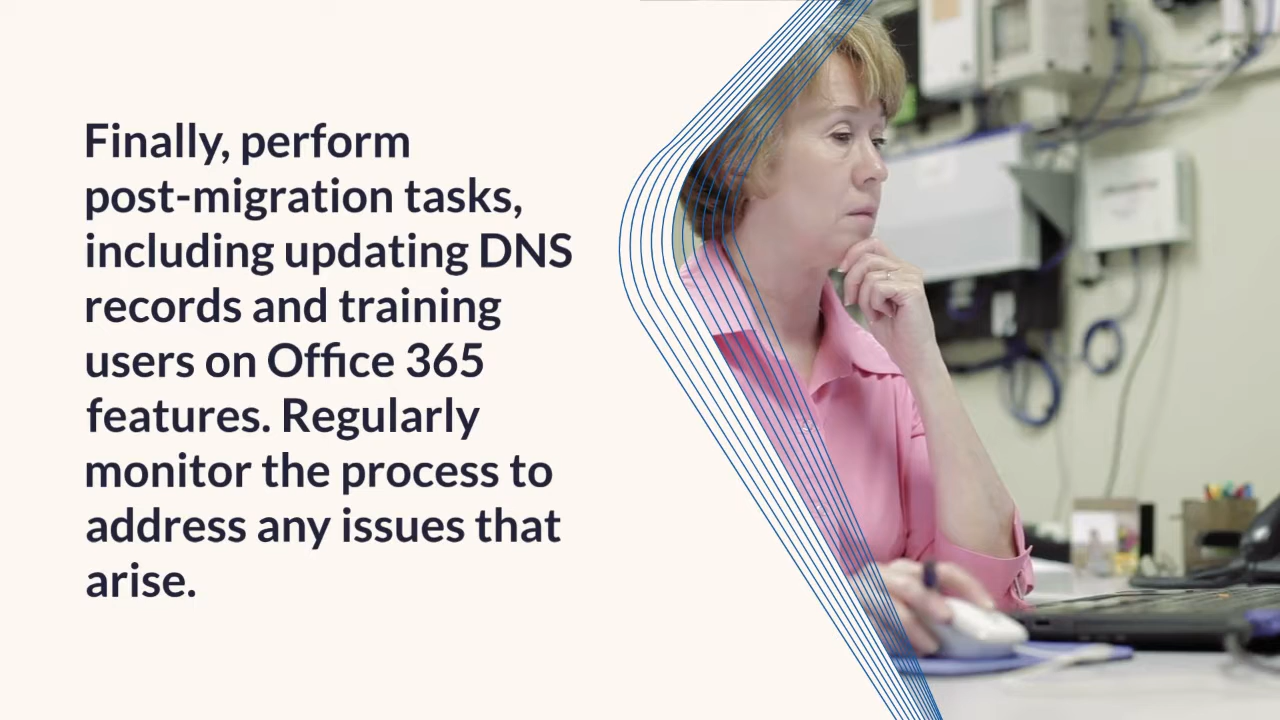 Finally, perform
post-migration tasks,
including updating DNS
records and training
users on Office 365
features. Regularly
monitor the process to
address any issues that
arise.